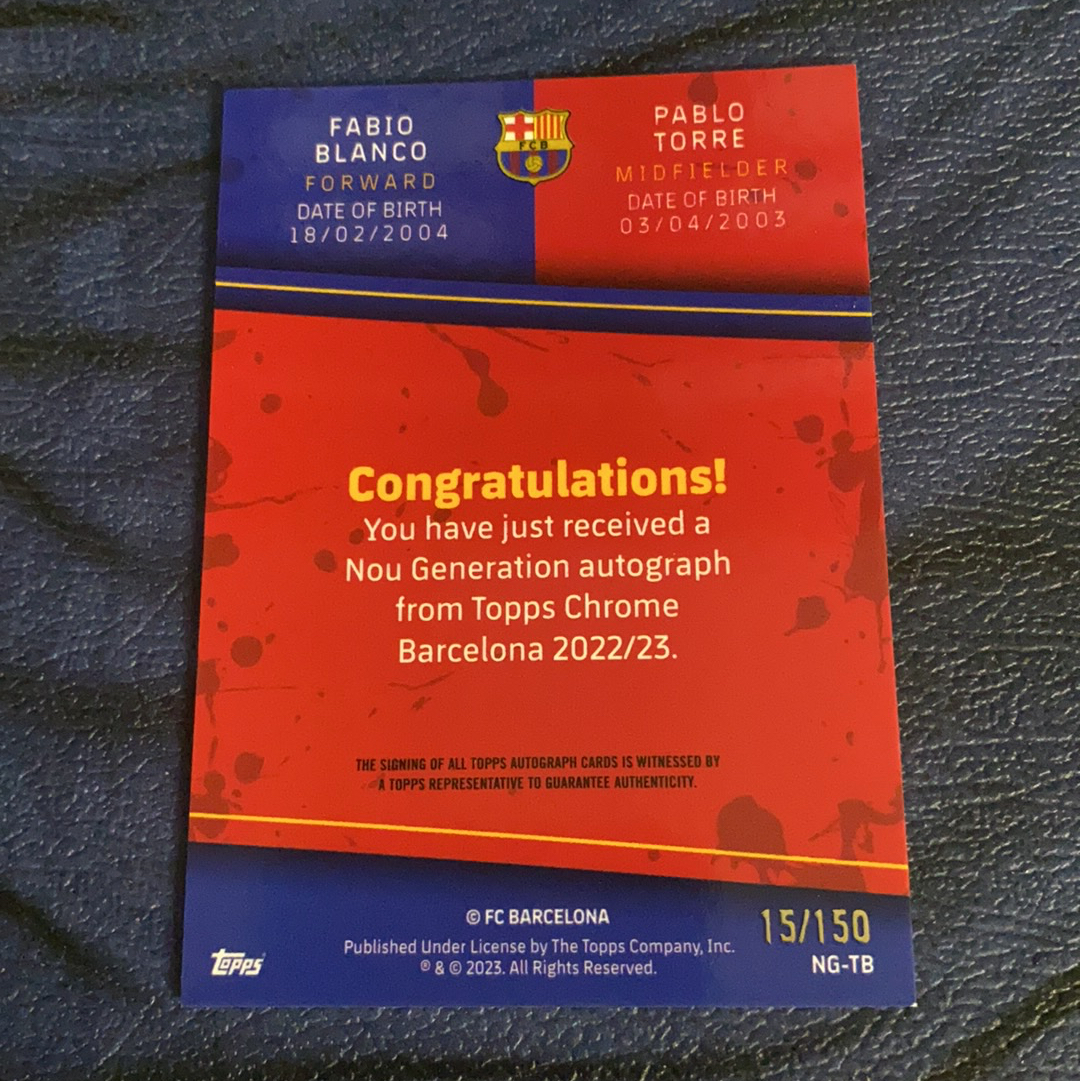 FABIO
BLANCO
FORWARD
DATE OF BIRTH
18/02/2004
FCB
PABLO
TORRE
MIDFIELDER
DATE OF BIRTH
03/04/2003
Congratulations!
You have just received a
Nou Generation autograph
from Topps Chrome
Barcelona 2022/23.
THE SIGNING OF ALL TOPPS AUTOGRAPH CARDS IS WITNESSED BY
A TOPPS REPRESENTATIVE TO GUARANTEE AUTHENTICITY.
© FC BARCELONA
Published Under License by The Topps Company, Inc.
® & © 2023. All Rights Reserved.
topps
15/150
NG-TB